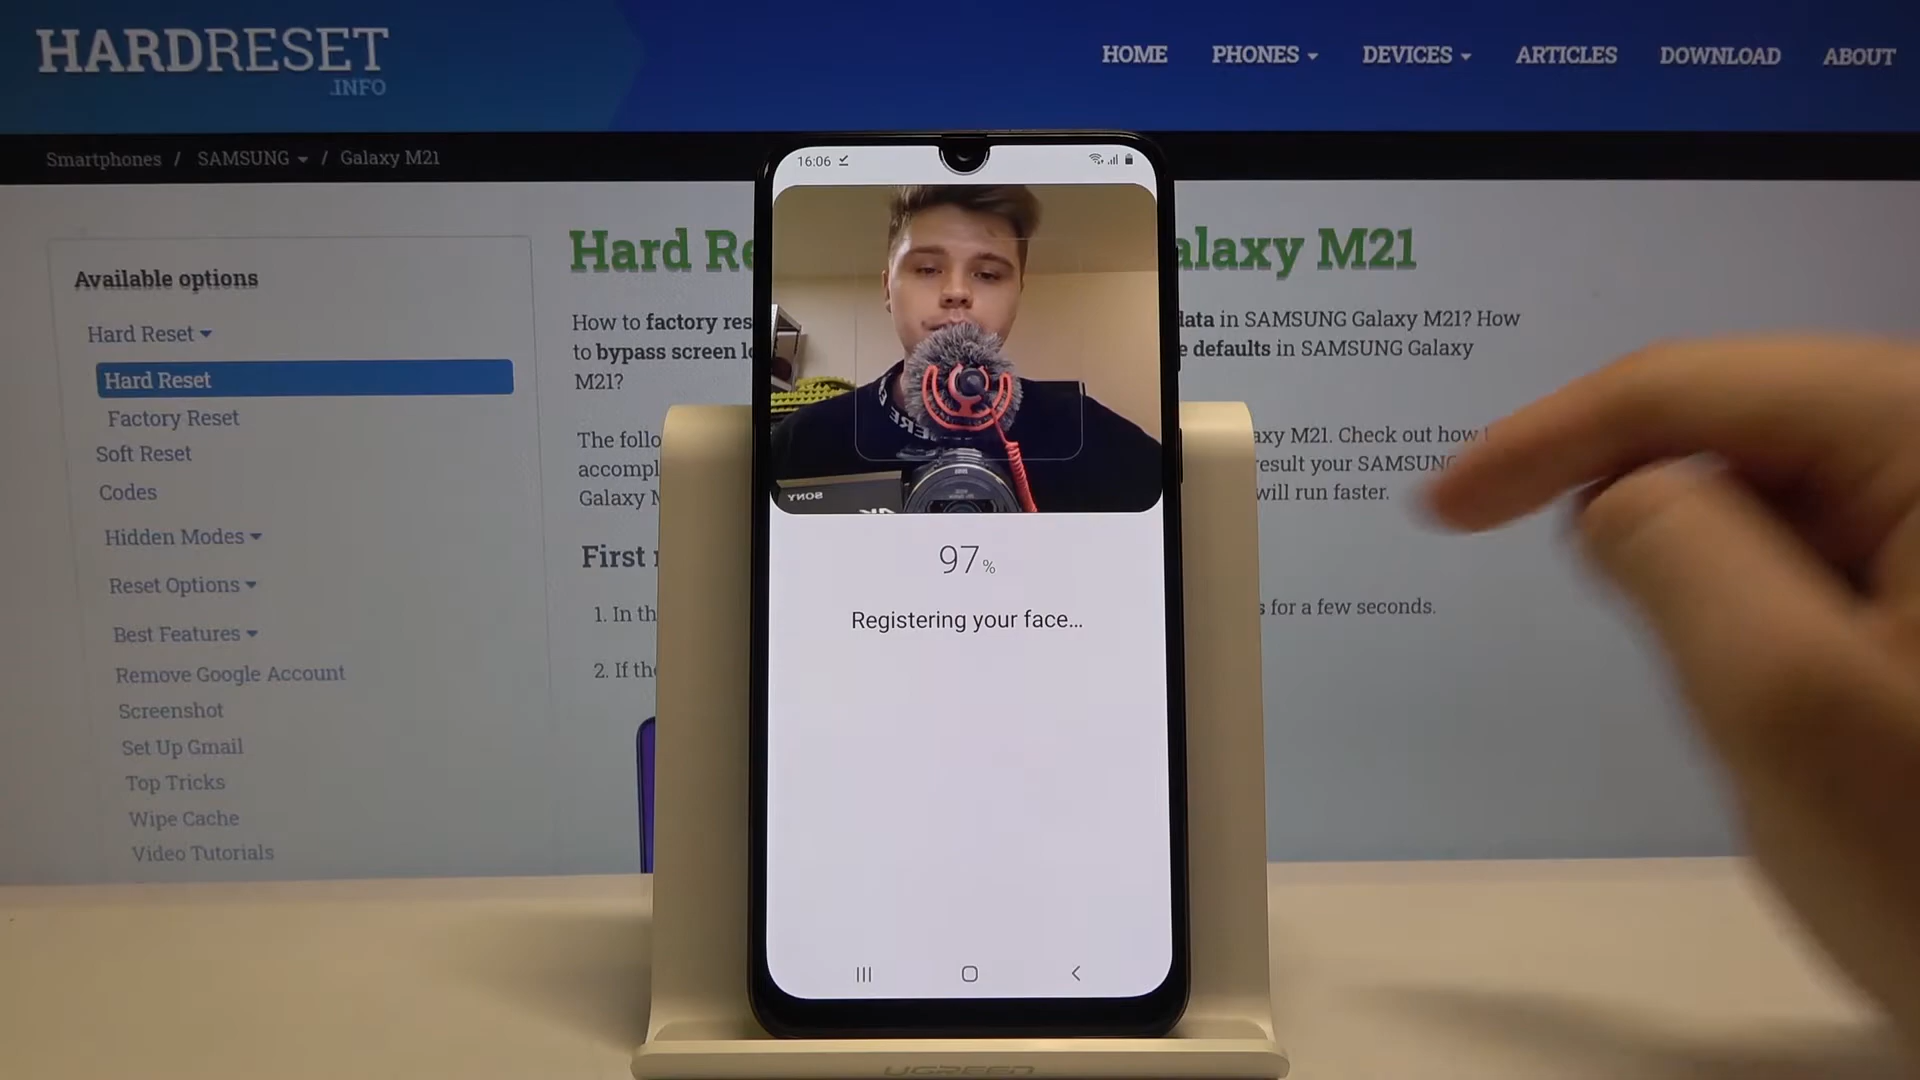 HARDRESET
.INFO
HOME PHONES DEVICES ARTICLES DOWNLOAD ABOUT
Smartphones / SAMSUNG / Galaxy M21
Available options
Hard Reset
Hard Reset
Factory Reset
Soft Reset
Codes
Hidden Modes
Reset Options
Best Features
Remove Google Account
Screenshot
Set Up Gmail
Top Tricks
Wipe Cache
Video Tutorials
Hard Re alaxy M21
How to factory res data in SAMSUNG Galaxy M21? How
to bypass screen lo e defaults in SAMSUNG Galaxy
M21?
The follo axy M21. Check out how
accompl result your SAMSUNG
Galaxy M will run faster.
First
1. In th s for a few seconds.
2. If the
16:06
SONY
97%
Registering your face...
UGREEN